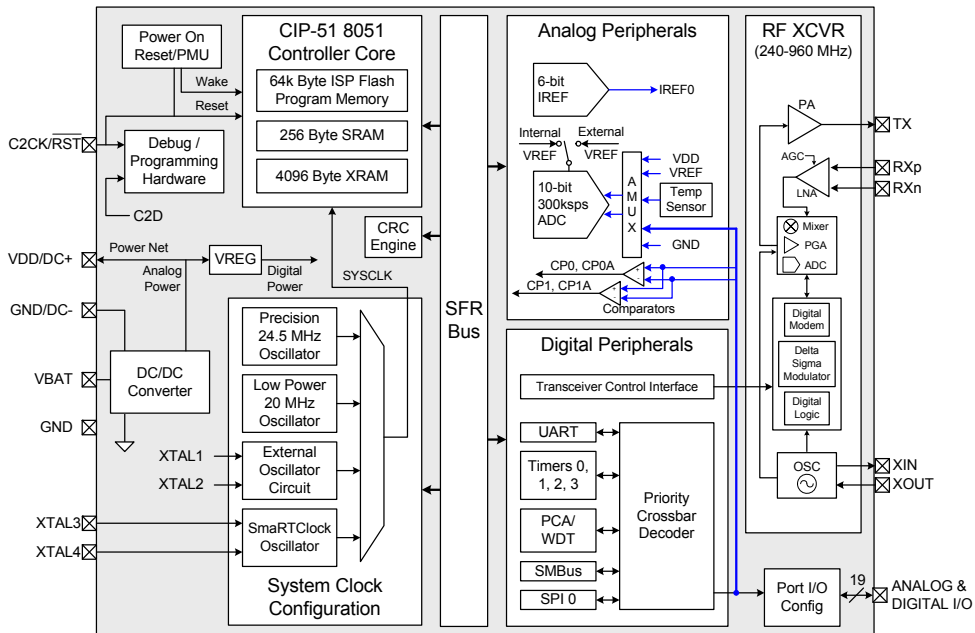 Power On
Reset/PMU
Wake
Reset
C2CK/RST
Debug /
Programming
Hardware
C2D
CIP-51 8051
Controller Core
64k Byte ISP Flash
Program Memory
256 Byte SRAM
4096 Byte XRAM
CRC
Engine
VDD/DC+
Power Net
Analog
Power
VREG
Digital
Power
SYSCLK
GND/DC-
VBAT
DC/DC
Converter
GND
XTAL1
XTAL2
XTAL3
XTAL4
Precision
24.5 MHz
Oscillator
Low Power
20 MHz
Oscillator
External
Oscillator
Circuit
SmaRTClock
Oscillator
System Clock
Configuration
SFR
Bus
Analog Peripherals
6-bit
IREF
IREF0
Internal
VREF
External
VREF
10-bit
300ksps
ADC
A
M
U
X
VDD
VREF
Temp
Sensor
GND
CP0, CP0A
CP1, CP1A
+
-
+
-
Comparators
Digital Peripherals
Transceiver Control Interface
UART
Timers 0,
1, 2, 3
PCA/
WDT
SMBus
SPI 0
Priority
Crossbar
Decoder
RF XCVR
(240-960 MHz)
PA
TX
AGC
LNA
RXp
RXn
Mixer
PGA
ADC
Digital
Modem
Delta
Sigma
Modulator
Digital
Logic
OSC
XIN
XOUT
Port I/O
Config
19
ANALOG &
DIGITAL I/O